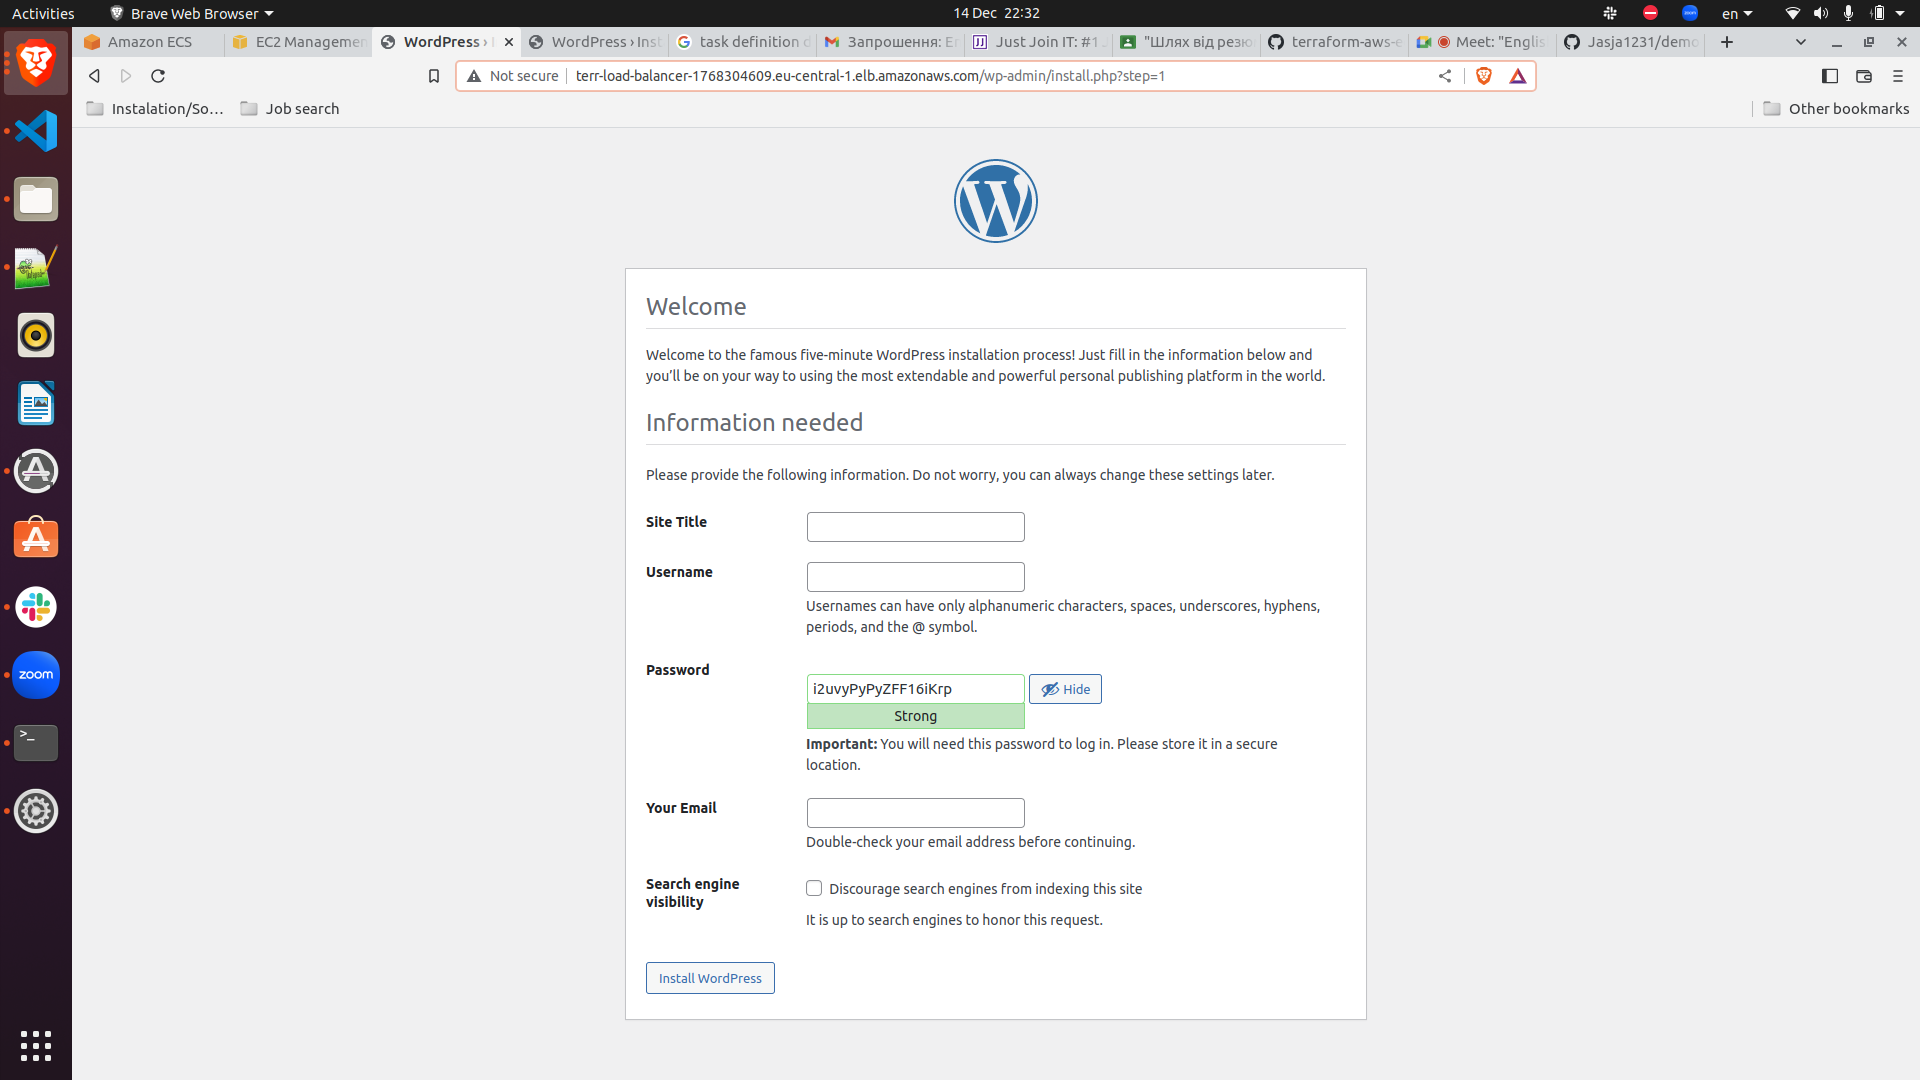 Activities
Brave Web Browser
14 Dec 22:32
zoom
en
Amazon ECS
EC2 Managemen
WordPress ›
WordPress › Inst
task definition
Запрошення: En
Just Join IT: #1
"Шлях від резю
terraform-aws-e
Meet: "Englis
Jasja1231/demo
Not secure
terr-load-balancer-1768304609.eu-central-1.elb.amazonaws.com/wp-admin/install.php?step=1
Instalation/So…
Job search
Other bookmarks
Welcome
Welcome to the famous five-minute WordPress installation process! Just fill in the information below and
you’ll be on your way to using the most extendable and powerful personal publishing platform in the world.
Information needed
Please provide the following information. Do not worry, you can always change these settings later.
Site Title
Username
Usernames can have only alphanumeric characters, spaces, underscores, hyphens,
periods, and the @ symbol.
Password
i2uvyPyPyZFF16iKrp
Hide
Strong
Important: You will need this password to log in. Please store it in a secure
location.
Your Email
Double-check your email address before continuing.
Search engine
visibility
Discourage search engines from indexing this site
It is up to search engines to honor this request.
Install WordPress
zoom